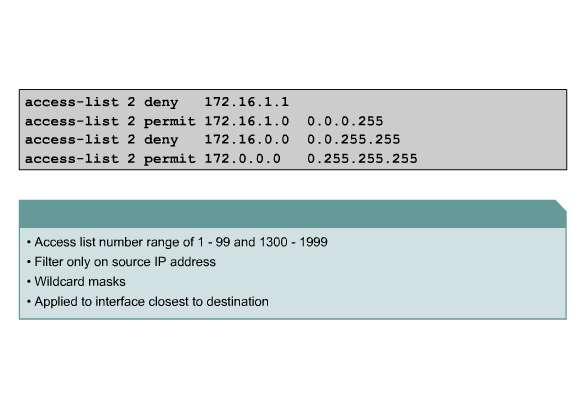 access-list 2 deny 172.16.1.1
access-list 2 permit 172.16.1.0 0.0.0.255
access-list 2 deny 172.16.0.0 0.0.255.255
access-list 2 permit 172.0.0.0 0.255.255.255
• Access list number range of 1 - 99 and 1300 - 1999
• Filter only on source IP address
• Wildcard masks
• Applied to interface closest to destination